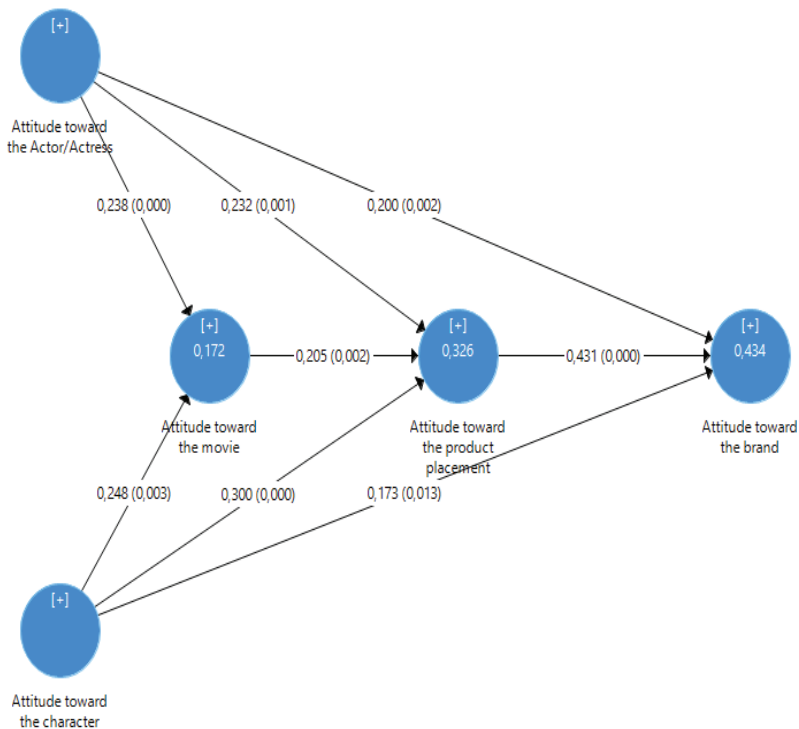 [+]
Attitude toward
the Actor/Actress
0,238 (0,000)
0,232 (0,001)
0,200 (0,002)
[+]
0,172
Attitude toward
the movie
0,205 (0,002)
[+]
0,326
Attitude toward
the product
placement
0,431 (0,000)
[+]
0,434
Attitude toward
the brand
0,248 (0,003)
0,300 (0,000)
0,173 (0,013)
[+]
Attitude toward
the character